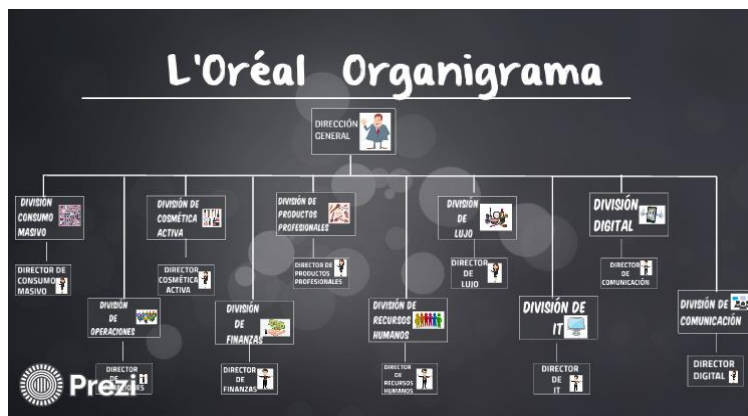 L'Oréal Organigrama
DIRECCIÓN
GENERAL
DIVISIÓN
CONSUMO
MASIVO
DIVISIÓN DE
COSMÉTICA
ACTIVA
DIVISIÓN DE
PRODUCTOS
PROFESIONALES
DIVISIÓN
DE
LUJO
DIVISIÓN
DIGITAL
DIRECTOR DE
CONSUMO
MASIVO
DIRECTOR
COSMÉTICA
ACTIVA
DIRECTOR DE
PRODUCTOS
PROFESIONALES
DIRECTOR
DE
LUJO
DIRECTOR
DE
COMUNICACIÓN
DIVISIÓN
DE
OPERACIONES
DIVISIÓN
DE
FINANZAS
DIVISIÓN DE
RECURSOS
HUMANOS
DIVISIÓN DE
IT
DIVISIÓN DE
COMUNICACIÓN
DIRECTOR
DE
DIRECTOR
DE
FINANZAS
DIRECTOR
DE
RECURSOS
HUMANOS
DIRECTOR
DE
IT
DIRECTOR
DIGITAL
Prezi